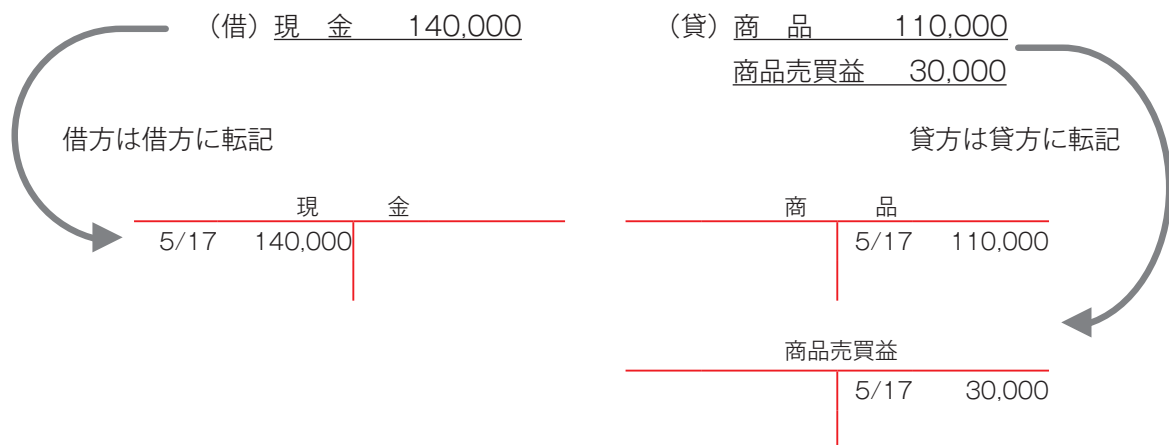 （借）現　金　140,000　（貸）商　品　110,000
商品売買益　30,000
借方は借方に転記　貸方は貸方に転記
現　金　商　品
5/17　140,000　5/17　110,000
商品売買益
5/17　30,000